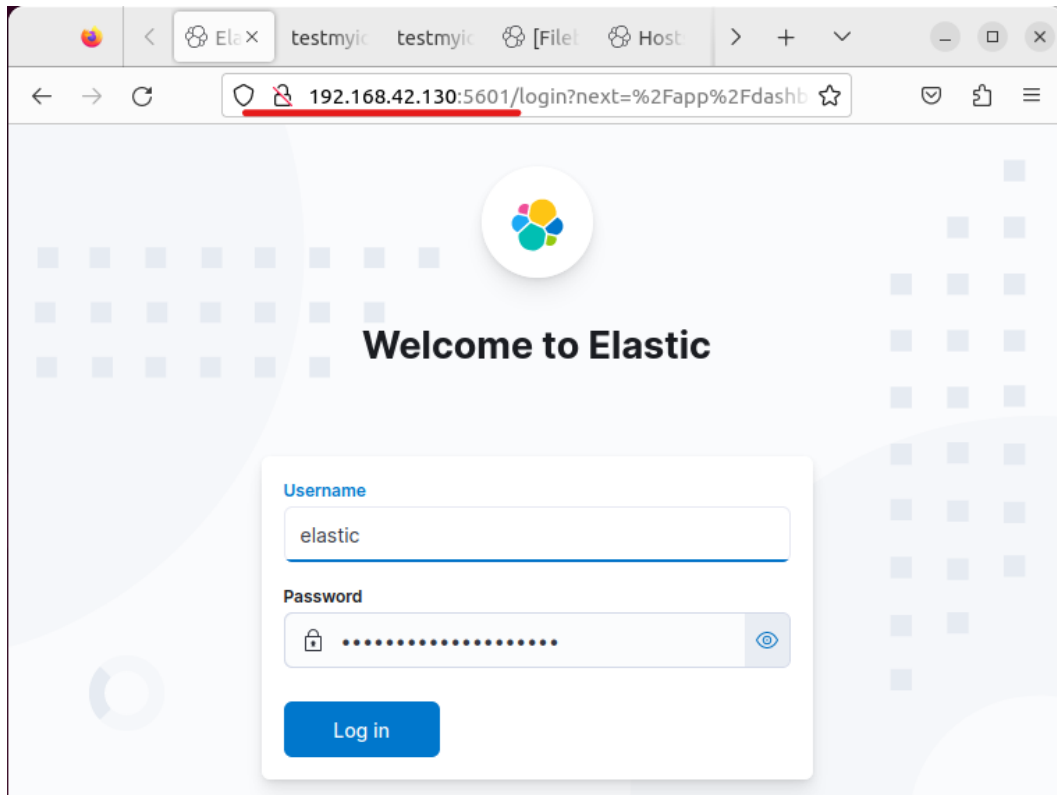 Ela
testmyic
testmyic
[Fileb
Host
192.168.42.130:5601/login?next=%2Fapp%2Fdashb
Welcome to Elastic
Username
elastic
Password
••••••••••••••••••••
Log in